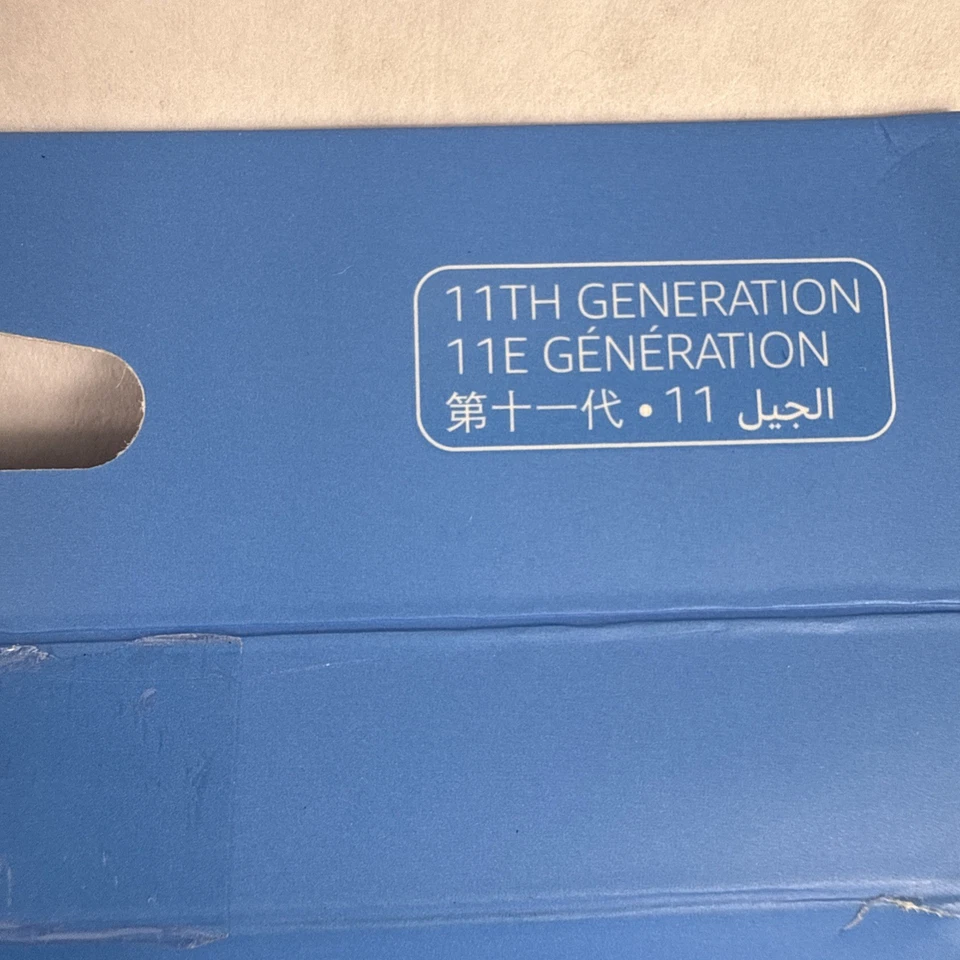 11TH GENERATION
11E GÉNÉRATION
第十一代 • 11 الجيل